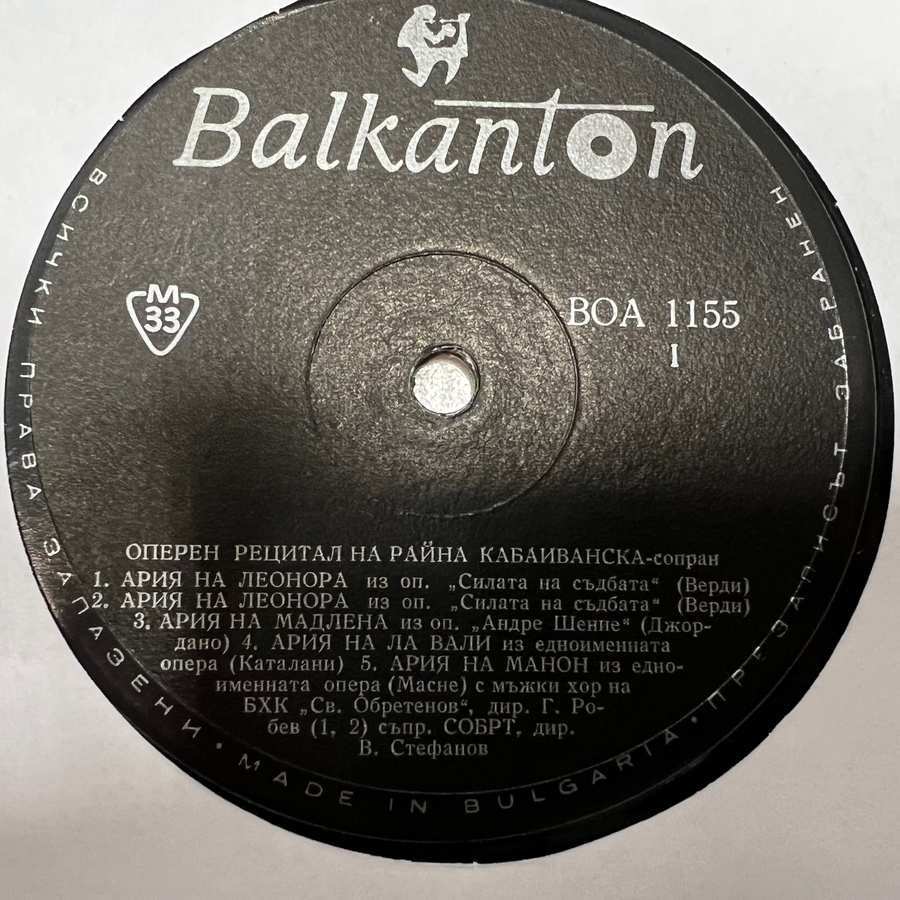 Balkanton
M
33
ВОА 1155
I
ОПЕРЕН РЕЦИТАЛ НА РАЙНА КАБАИВАНСКА-сопран
1. АРИЯ НА ЛЕОНОРА из оп. „Силата на съдбата" (Верди)
2. АРИЯ НА ЛЕОНОРА из оп. „Силата на съдбата" (Верди)
3. АРИЯ НА МАДЛЕНА из оп. „Андре Шение" (Джор-
дано) 4. АРИЯ НА ЛА ВАЛИ из едноименната
опера (Каталани) 5. АРИЯ НА МАНОН из едно-
именната опера (Масне) с мъжки хор на
БХК „Св. Обретенов", дир. Г. Ро-
бев (1, 2) съпр. СОБРТ, дир.
В. Стефанов
ВСИЧКИ ПРАВА ЗАПАЗЕНИ • MADE IN BULGARIA • ПРЕЗАПИСЪТ ЗАБРАНЕН